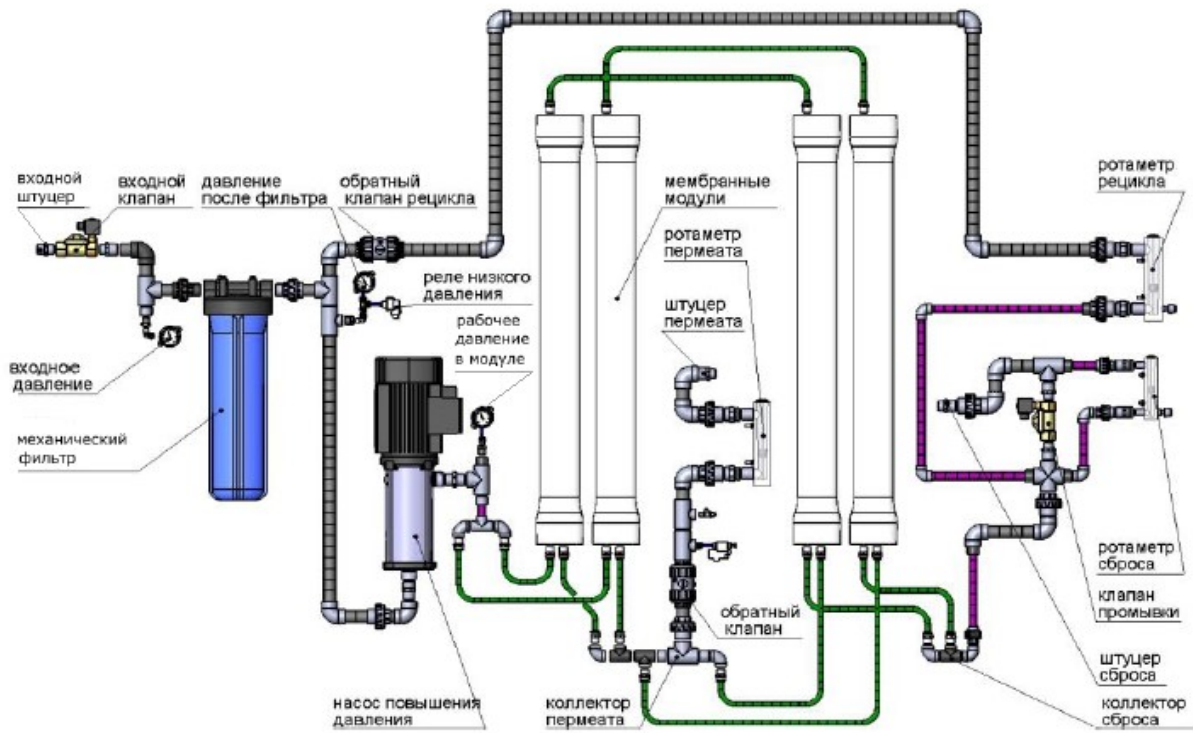 входной
штуцер
входной
клапан
давление
после фильтра
обратный
клапан рецикла
мембранные
модули
ротаметр
рецикла
ротаметр
пермеата
реле низкого
давления
штуцер
пермеата
рабочее
давление
в модуле
входное
давление
механический
фильтр
ротаметр
сброса
клапан
промывки
обратный
клапан
штуцер
сброса
насос повышения
давления
коллектор
пермеата
коллектор
сброса